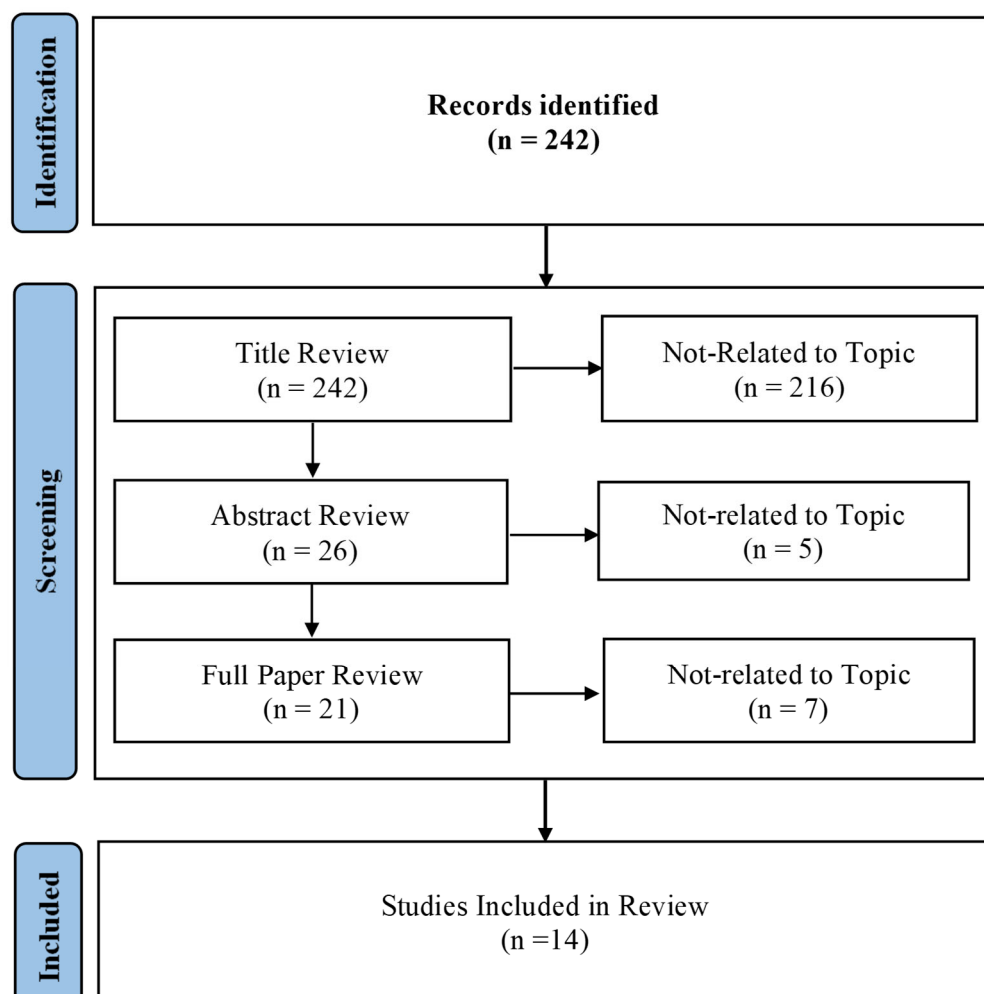 Identification
Records identified
(n = 242)
Screening
Title Review
(n = 242)
Not-Related to Topic
(n = 216)
Abstract Review
(n = 26)
Not-related to Topic
(n = 5)
Full Paper Review
(n = 21)
Not-related to Topic
(n = 7)
Included
Studies Included in Review
(n =14)